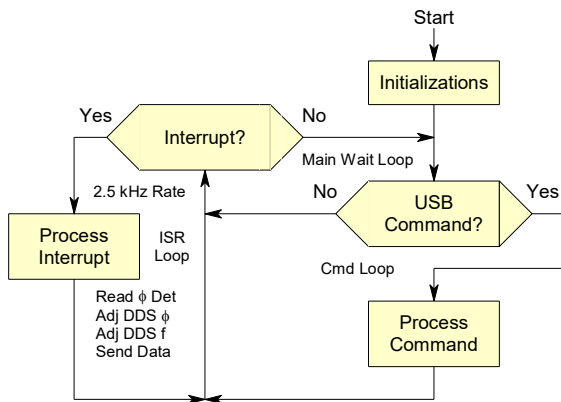 Start
Initializations
Yes
Interrupt?
No
Main Wait Loop
2.5 kHz Rate
No
USB
Command?
Yes
Process
Interrupt
ISR
Loop
Cmd Loop
Read ϕ Det
Adj DDS ϕ
Adj DDS f
Send Data
Process
Command